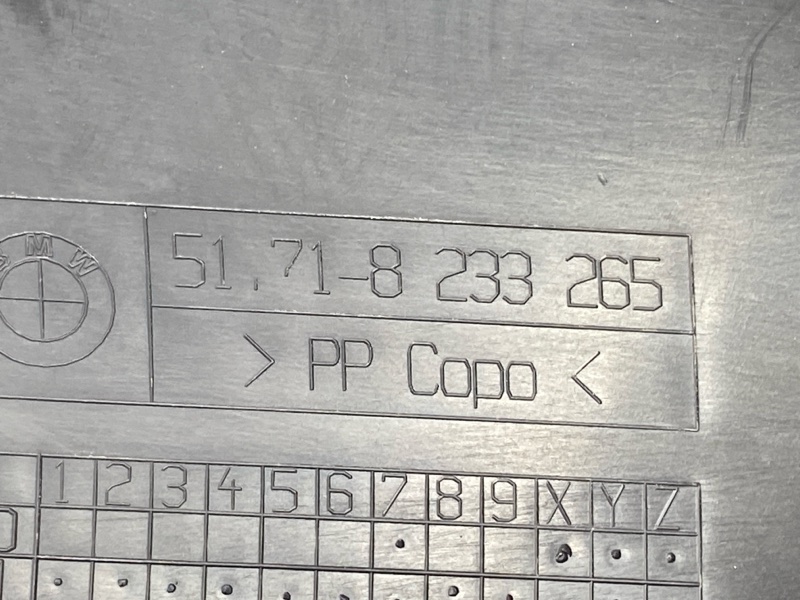 BMW
51.71-8 233 265
> PP Copo <
1 2 3 4 5 6 7 8 9 X Y Z